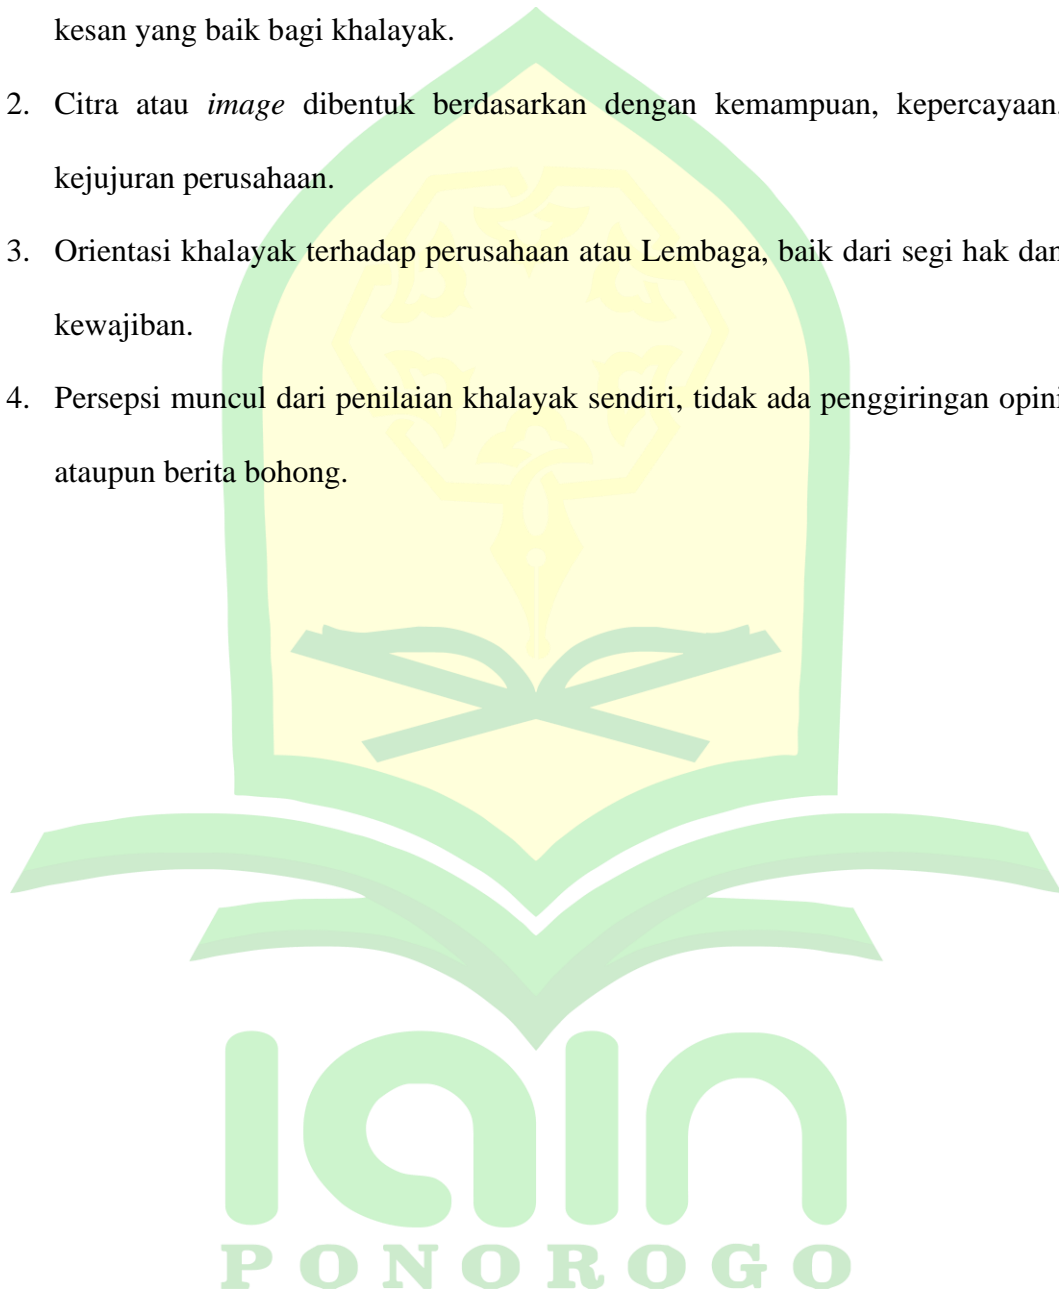 kesan yang baik bagi khalayak.
2. Citra atau image dibentuk berdasarkan dengan kemampuan, kepercayaan,
kejujuran perusahaan.
3. Orientasi khalayak terhadap perusahaan atau Lembaga, baik dari segi hak dan
kewajiban.
4. Persepsi muncul dari penilaian khalayak sendiri, tidak ada penggiringan opini
ataupun berita bohong.
iain
PONOROGO